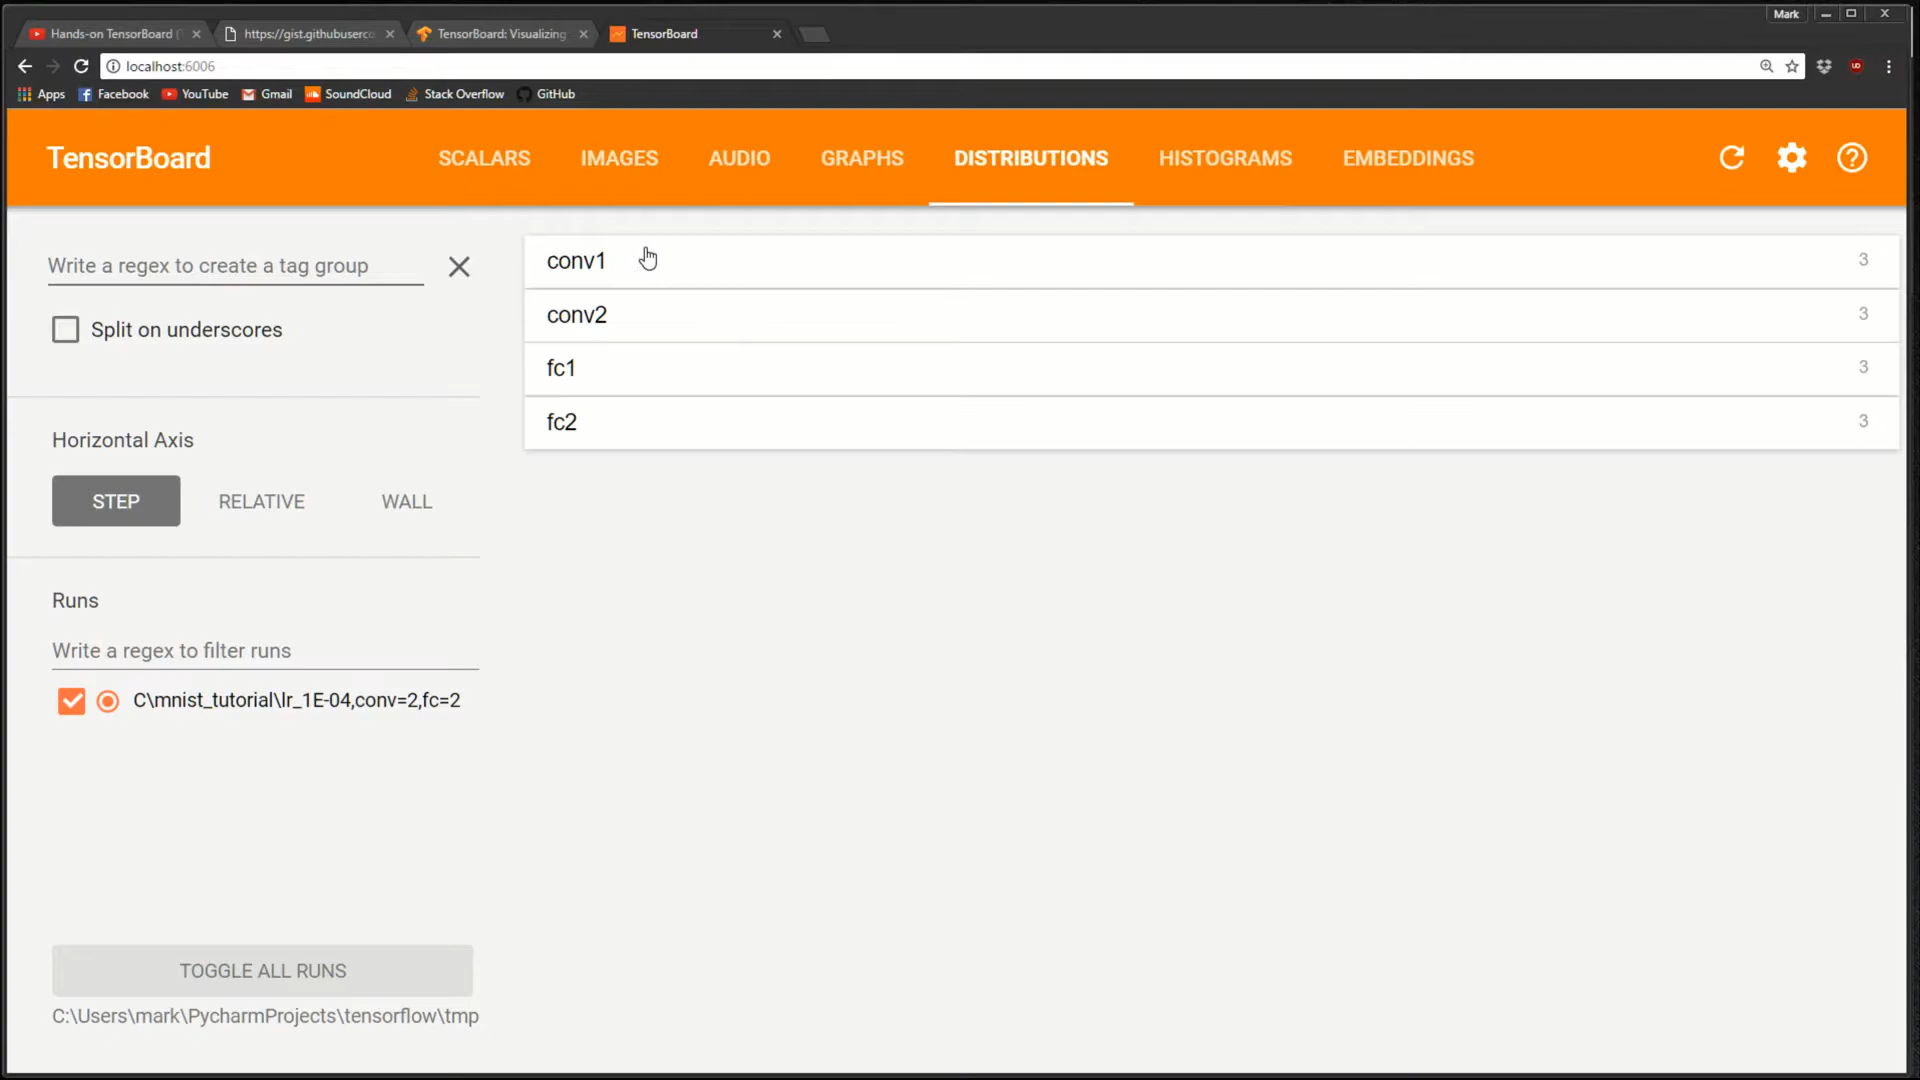 Mark
Hands-on TensorBoard (
https://gist.githubuserco
TensorBoard: Visualizing
TensorBoard
localhost:6006
Apps
Facebook
YouTube
Gmail
SoundCloud
Stack Overflow
GitHub
TensorBoard
SCALARS
IMAGES
AUDIO
GRAPHS
DISTRIBUTIONS
HISTOGRAMS
EMBEDDINGS
Write a regex to create a tag group
Split on underscores
Horizontal Axis
STEP
RELATIVE
WALL
Runs
Write a regex to filter runs
C\mnist_tutorial\lr_1E-04,conv=2,fc=2
TOGGLE ALL RUNS
C:\Users\mark\PycharmProjects\tensorflow\tmp
conv1 3
conv2 3
fc1 3
fc2 3